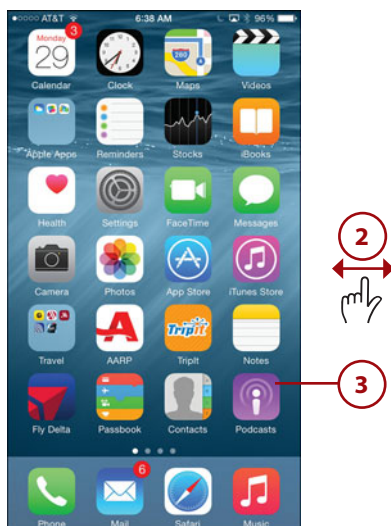 AT&T 6:38 AM 96%
3
Monday
29
280
Calendar Clock Maps Videos
Apple Apps Reminders Stocks iBooks
Health Settings FaceTime Messages
2
Camera Photos App Store iTunes Store
TripIt
Travel AARP TripIt Notes
3
Fly Delta Passbook Contacts Podcasts
6
Phone Mail Safari Music